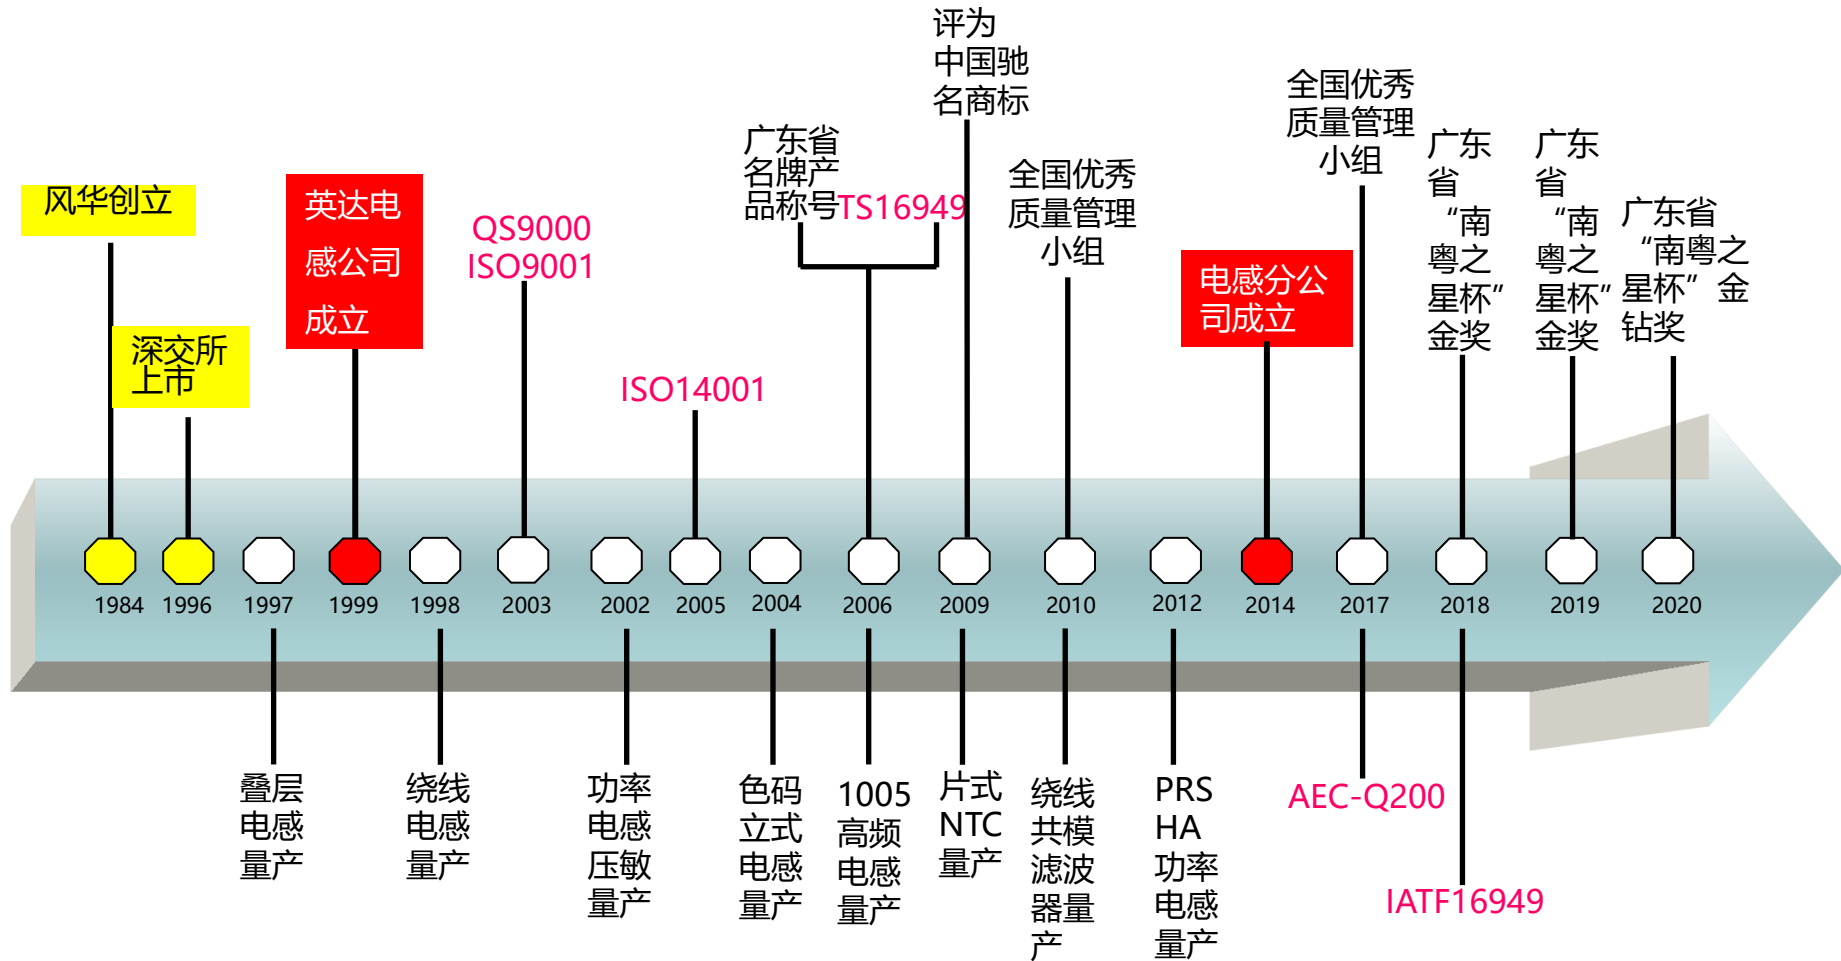 评为
中国驰
名商标
全国优秀
质量管理
小组
广东省
名牌产
品称号
TS16949
全国优秀
质量管理
小组
广东
省
“南
粤之
星杯”
金奖
广东
省
“南
粤之
星杯”
金奖
广东省
“南粤之
星杯”金
钻奖
风华创立
英达电
感公司
成立
QS9000
ISO9001
电感分公
司成立
深交所
上市
ISO14001
1984
1996
1997
1999
1998
2003
2002
2005
2004
2006
2009
2010
2012
2014
2017
2018
2019
2020
叠层
电感
量产
绕线
电感
量产
功率
电感
压敏
量产
色码
立式
电感
量产
1005
高频
电感
量产
片式
NTC
量产
绕线
共模
滤波
器量
产
PRS
HA
功率
电感
量产
AEC-Q200
IATF16949